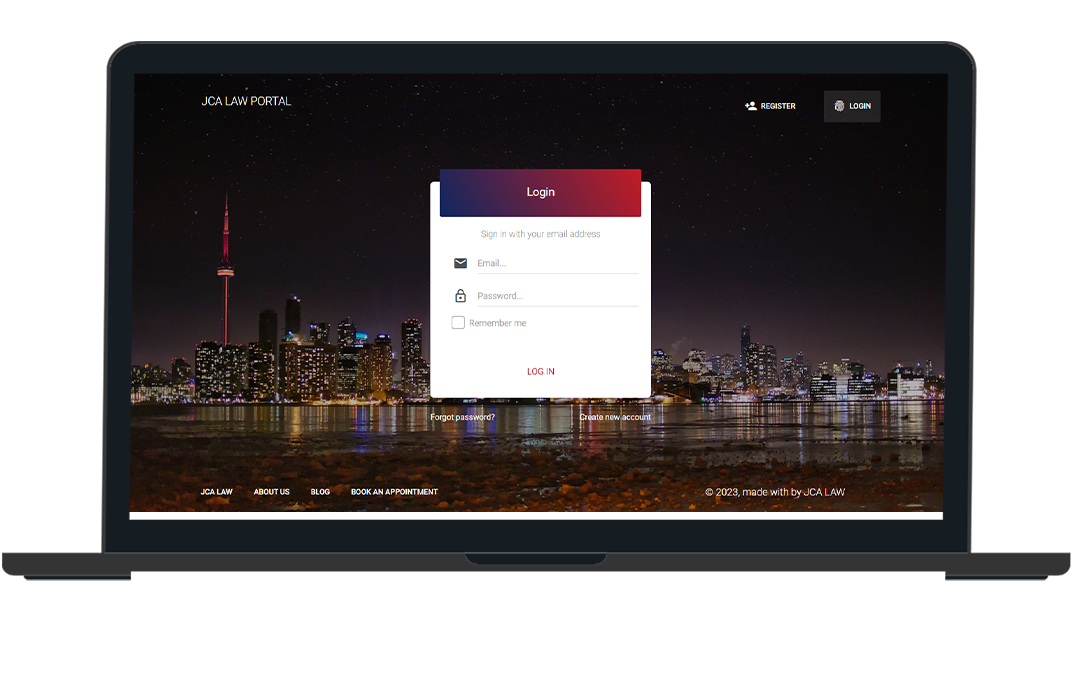 JCA LAW PORTAL
REGISTER
LOGIN
Login
Sign in with your email address
Email...
Password...
Remember me
LOG IN
Forgot password?
Create new account
JCA LAW
ABOUT US
BLOG
BOOK AN APPOINTMENT
© 2023, made with by JCA LAW